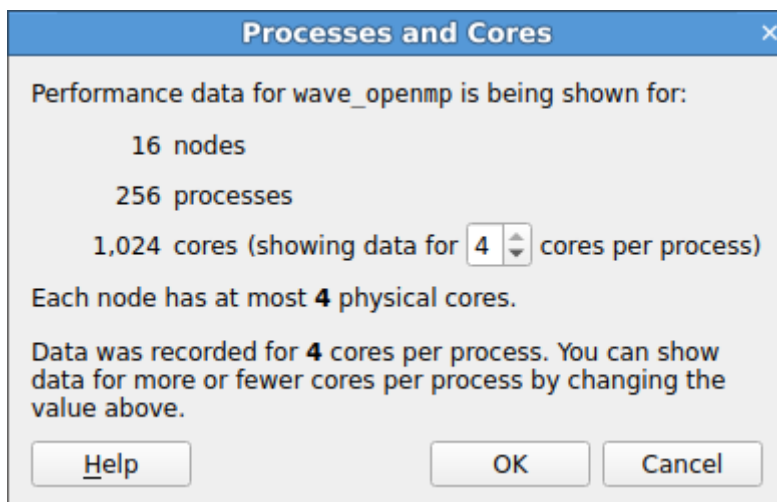 Processes and Cores ×
Performance data for wave_openmp is being shown for:
16 nodes
256 processes
1,024 cores (showing data for 4 cores per process)
Each node has at most 4 physical cores.
Data was recorded for 4 cores per process. You can show
data for more or fewer cores per process by changing the
value above.
Help OK Cancel